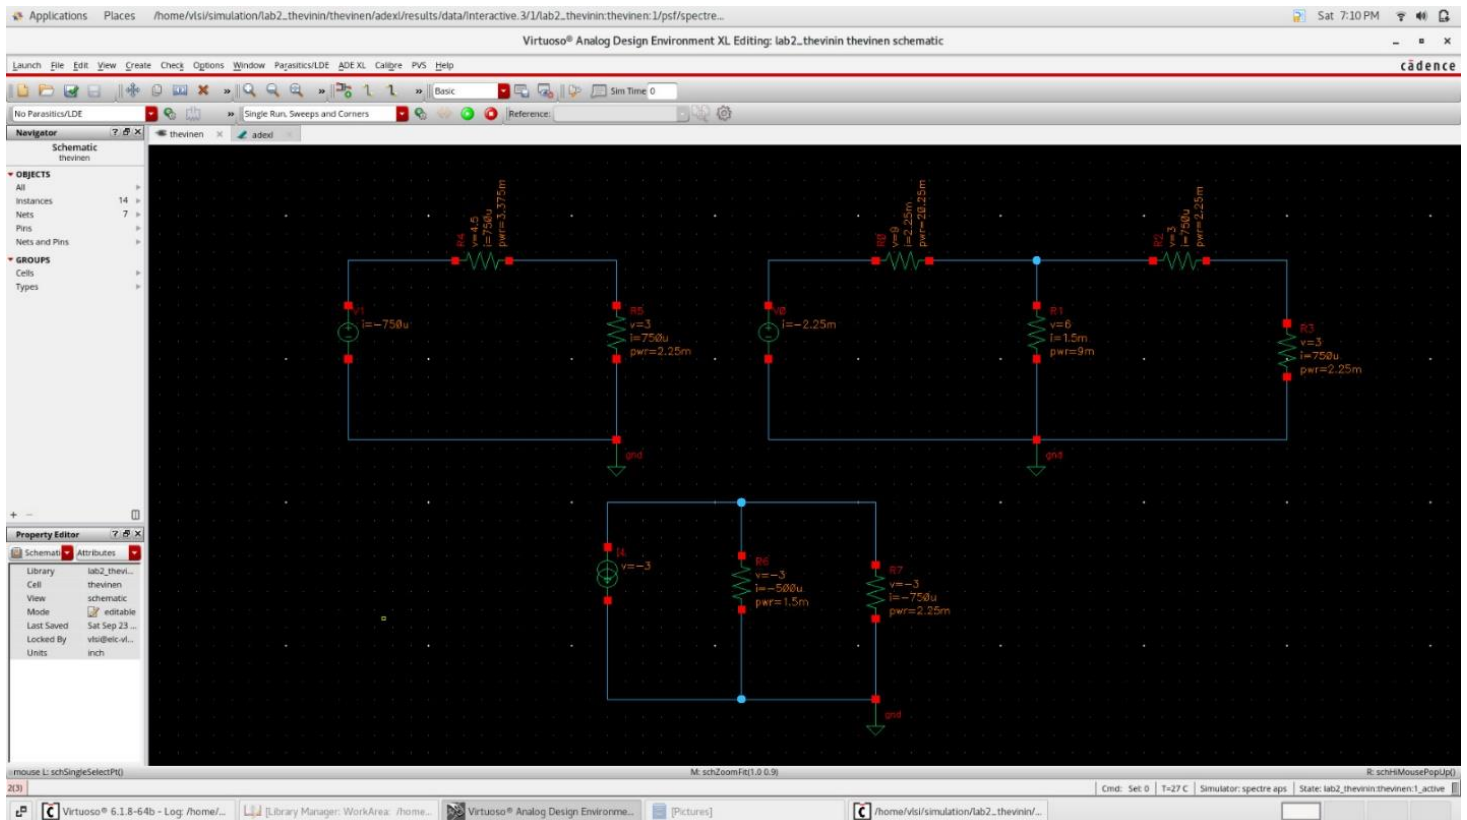 Applications Places /home/vlsi/simulation/lab2_thevinin/thevinen/adexl/results/data/Interactive.3/1/lab2_thevinin:thevinen:1/psf/spectre... Sat 7:10 PM
Virtuoso® Analog Design Environment XL Editing: lab2_thevinin thevinen schematic
Launch File Edit View Create Check Options Window Parasitics/LDE ADE XL Calibre PVS Help cādence
» » » Basic Sim Time 0
No Parasitics/LDE » Single Run, Sweeps and Corners Reference:
Navigator thevinen adexl
Schematic
thevinen
OBJECTS
All
Instances 14
Nets 7
Pins
Nets and Pins
GROUPS
Cells
Types
R4
v=4.5
i=750u
pwr=3.375m
V1
i=-750u
R5
v=3
i=750u
pwr=2.25m
gnd
R0
v=9
i=2.25m
pwr=20.25m
V0
i=-2.25m
R1
v=6
i=1.5m
pwr=9m
R2
v=3
i=750u
pwr=2.25m
R3
v=3
i=750u
pwr=2.25m
gnd
I4
v=-3
R6
v=-3
i=-500u
pwr=1.5m
R7
v=-3
i=-750u
pwr=2.25m
gnd
Property Editor
Schemati Attributes
Library lab2_thevi...
Cell thevinen
View schematic
Mode editable
Last Saved Sat Sep 23 ...
Locked By vlsi@elc-vl...
Units inch
mouse L: schSingleSelectPt() M: schZoomFit(1.0 0.9) R: schHiMousePopUp()
2(3) Cmd: Sel: 0 T=27 C Simulator: spectre aps State: lab2_thevinin:thevinen:1_active
Virtuoso® 6.1.8-64b - Log: /home/... [Library Manager: WorkArea: /home... Virtuoso® Analog Design Environme... [Pictures] /home/vlsi/simulation/lab2_thevinin/...